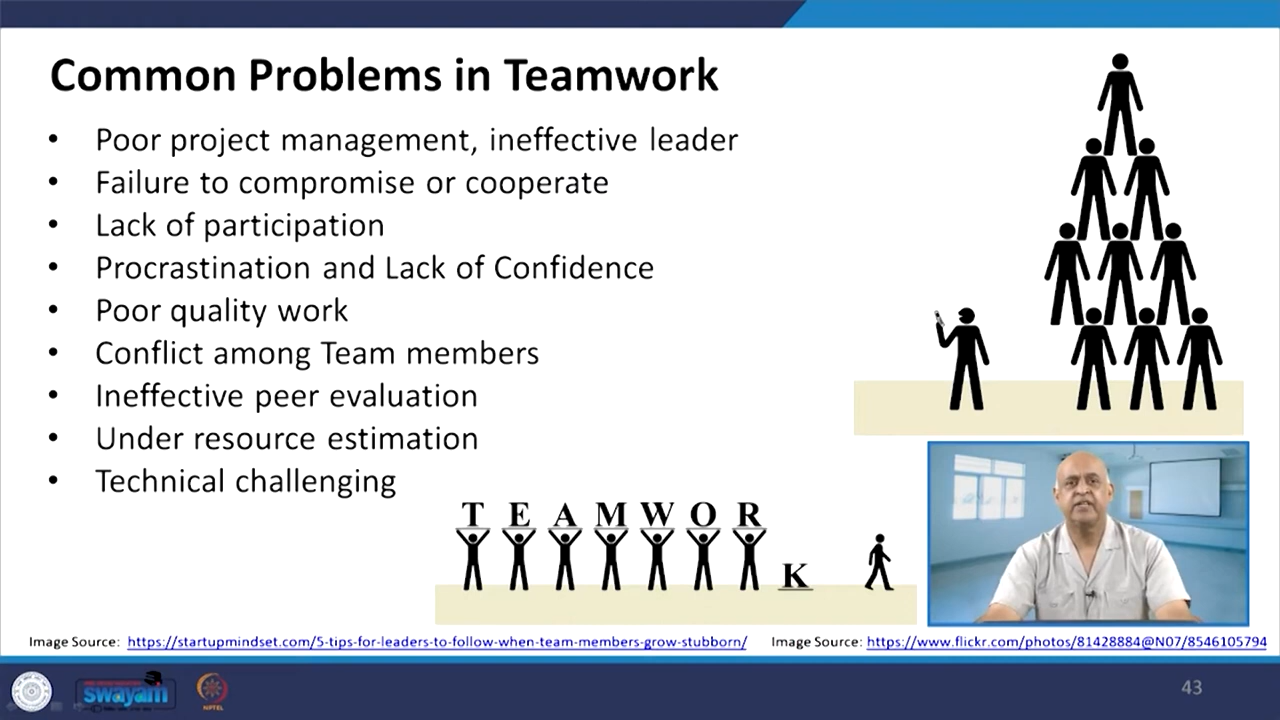 Common Problems in Teamwork
• Poor project management, ineffective leader
• Failure to compromise or cooperate
• Lack of participation
• Procrastination and Lack of Confidence
• Poor quality work
• Conflict among Team members
• Ineffective peer evaluation
• Under resource estimation
• Technical challenging
T E A M W O R
K
Image Source: https://startupmindset.com/5-tips-for-leaders-to-follow-when-team-members-grow-stubborn/
Image Source: https://www.flickr.com/photos/81428884@N07/8546105794
swayam
NPTEL
43